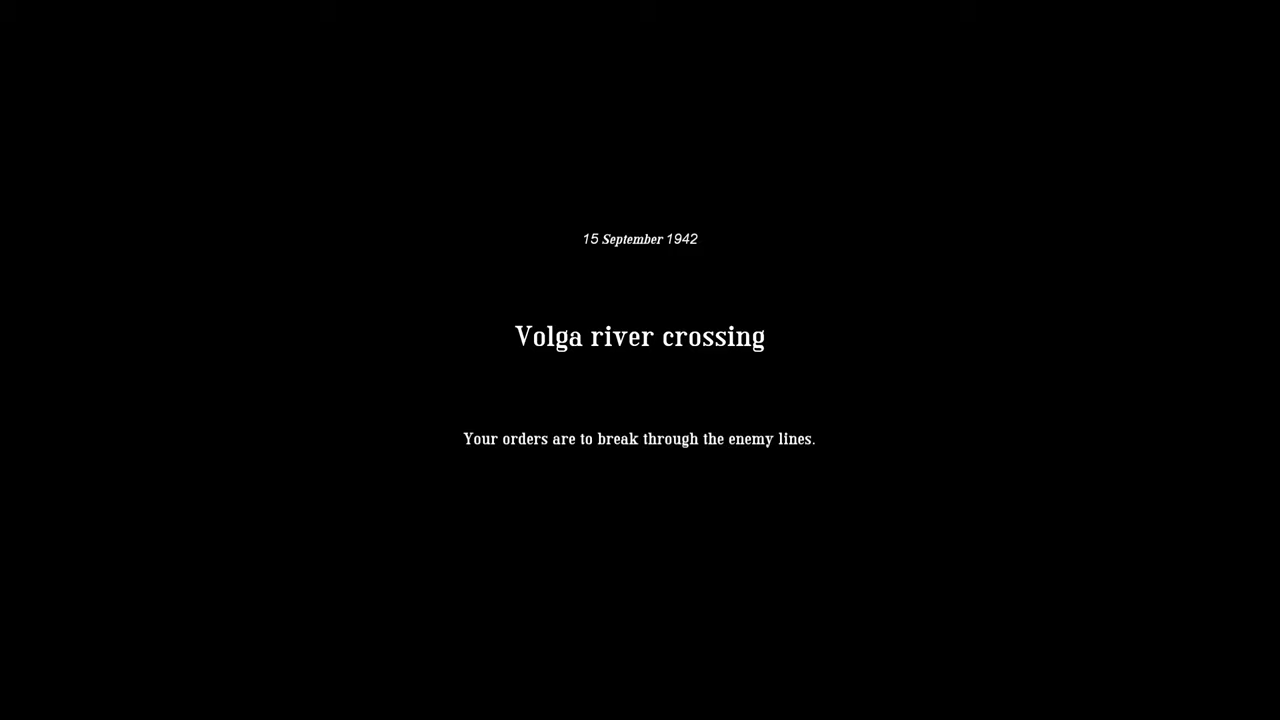 15 September 1942
Volga river crossing
Your orders are to break through the enemy lines.